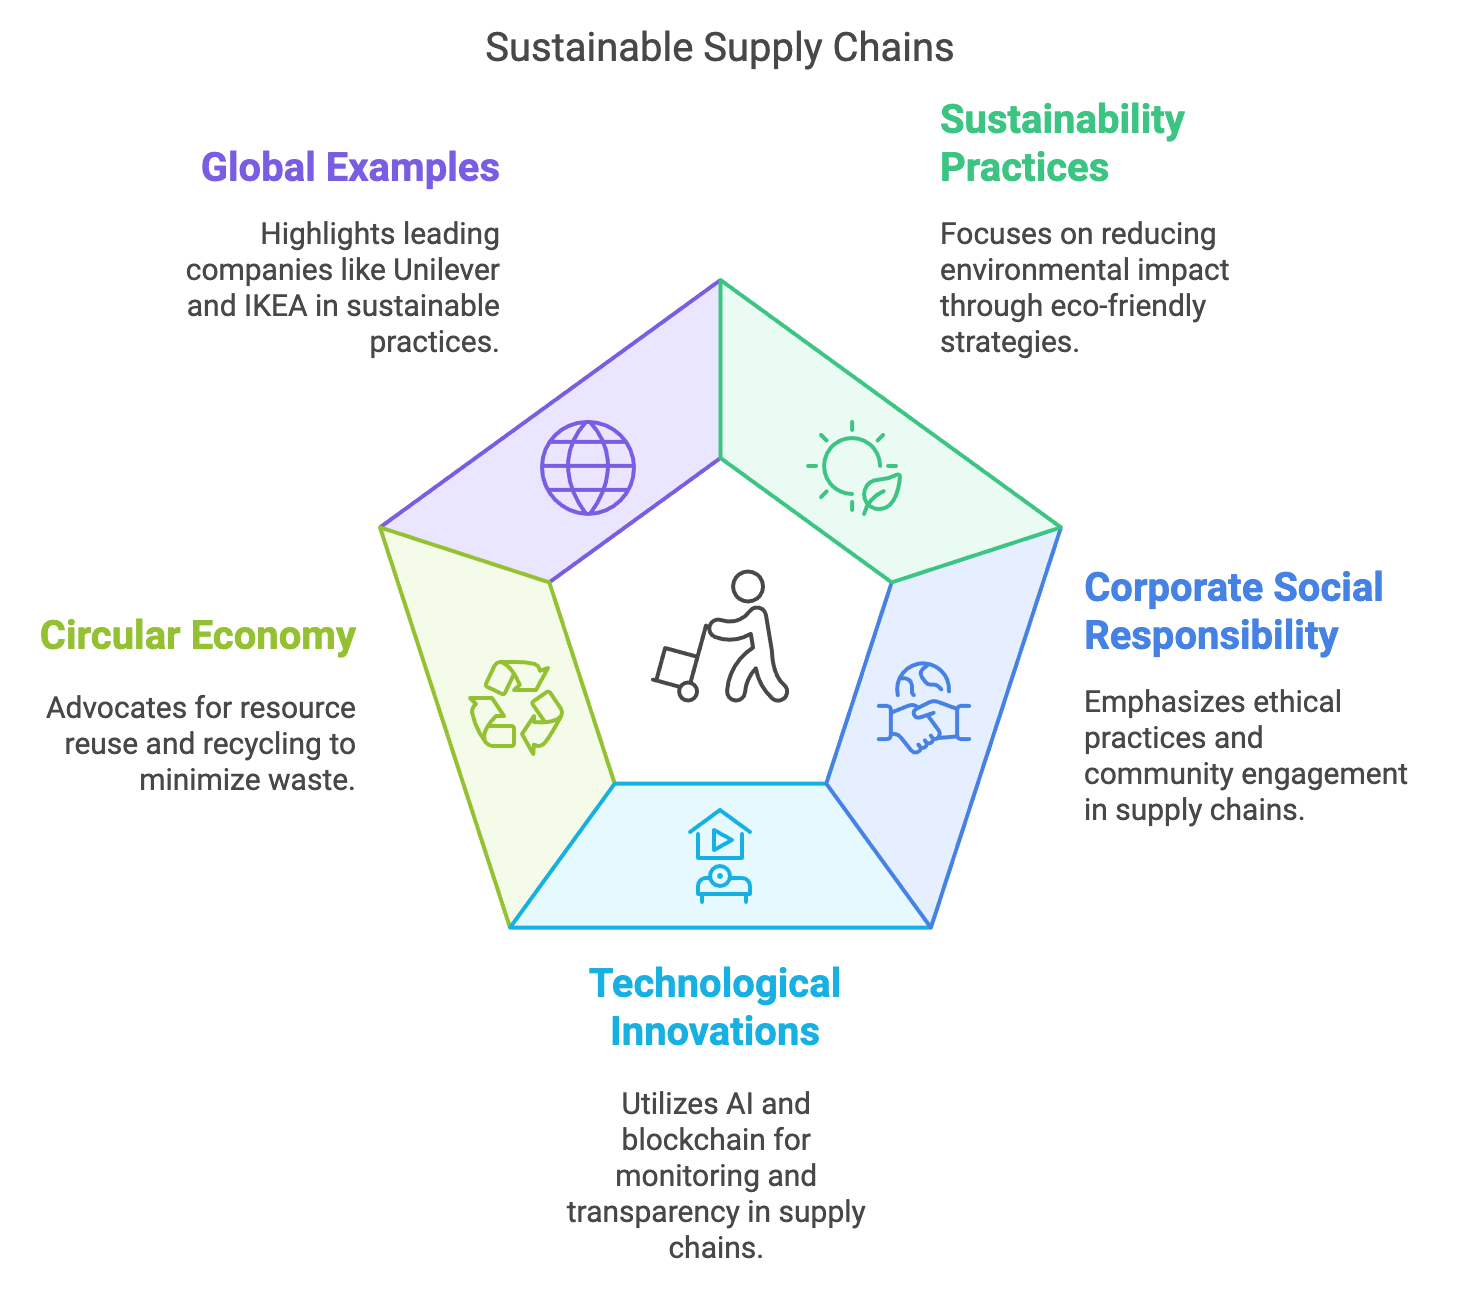 Sustainable Supply Chains
Global Examples
Highlights leading
companies like Unilever
and IKEA in sustainable
practices.
Sustainability
Practices
Focuses on reducing
environmental impact
through eco-friendly
strategies.
Circular Economy
Advocates for resource
reuse and recycling to
minimize waste.
Corporate Social
Responsibility
Emphasizes ethical
practices and
community engagement
in supply chains.
Technological
Innovations
Utilizes AI and
blockchain for
monitoring and
transparency in supply
chains.